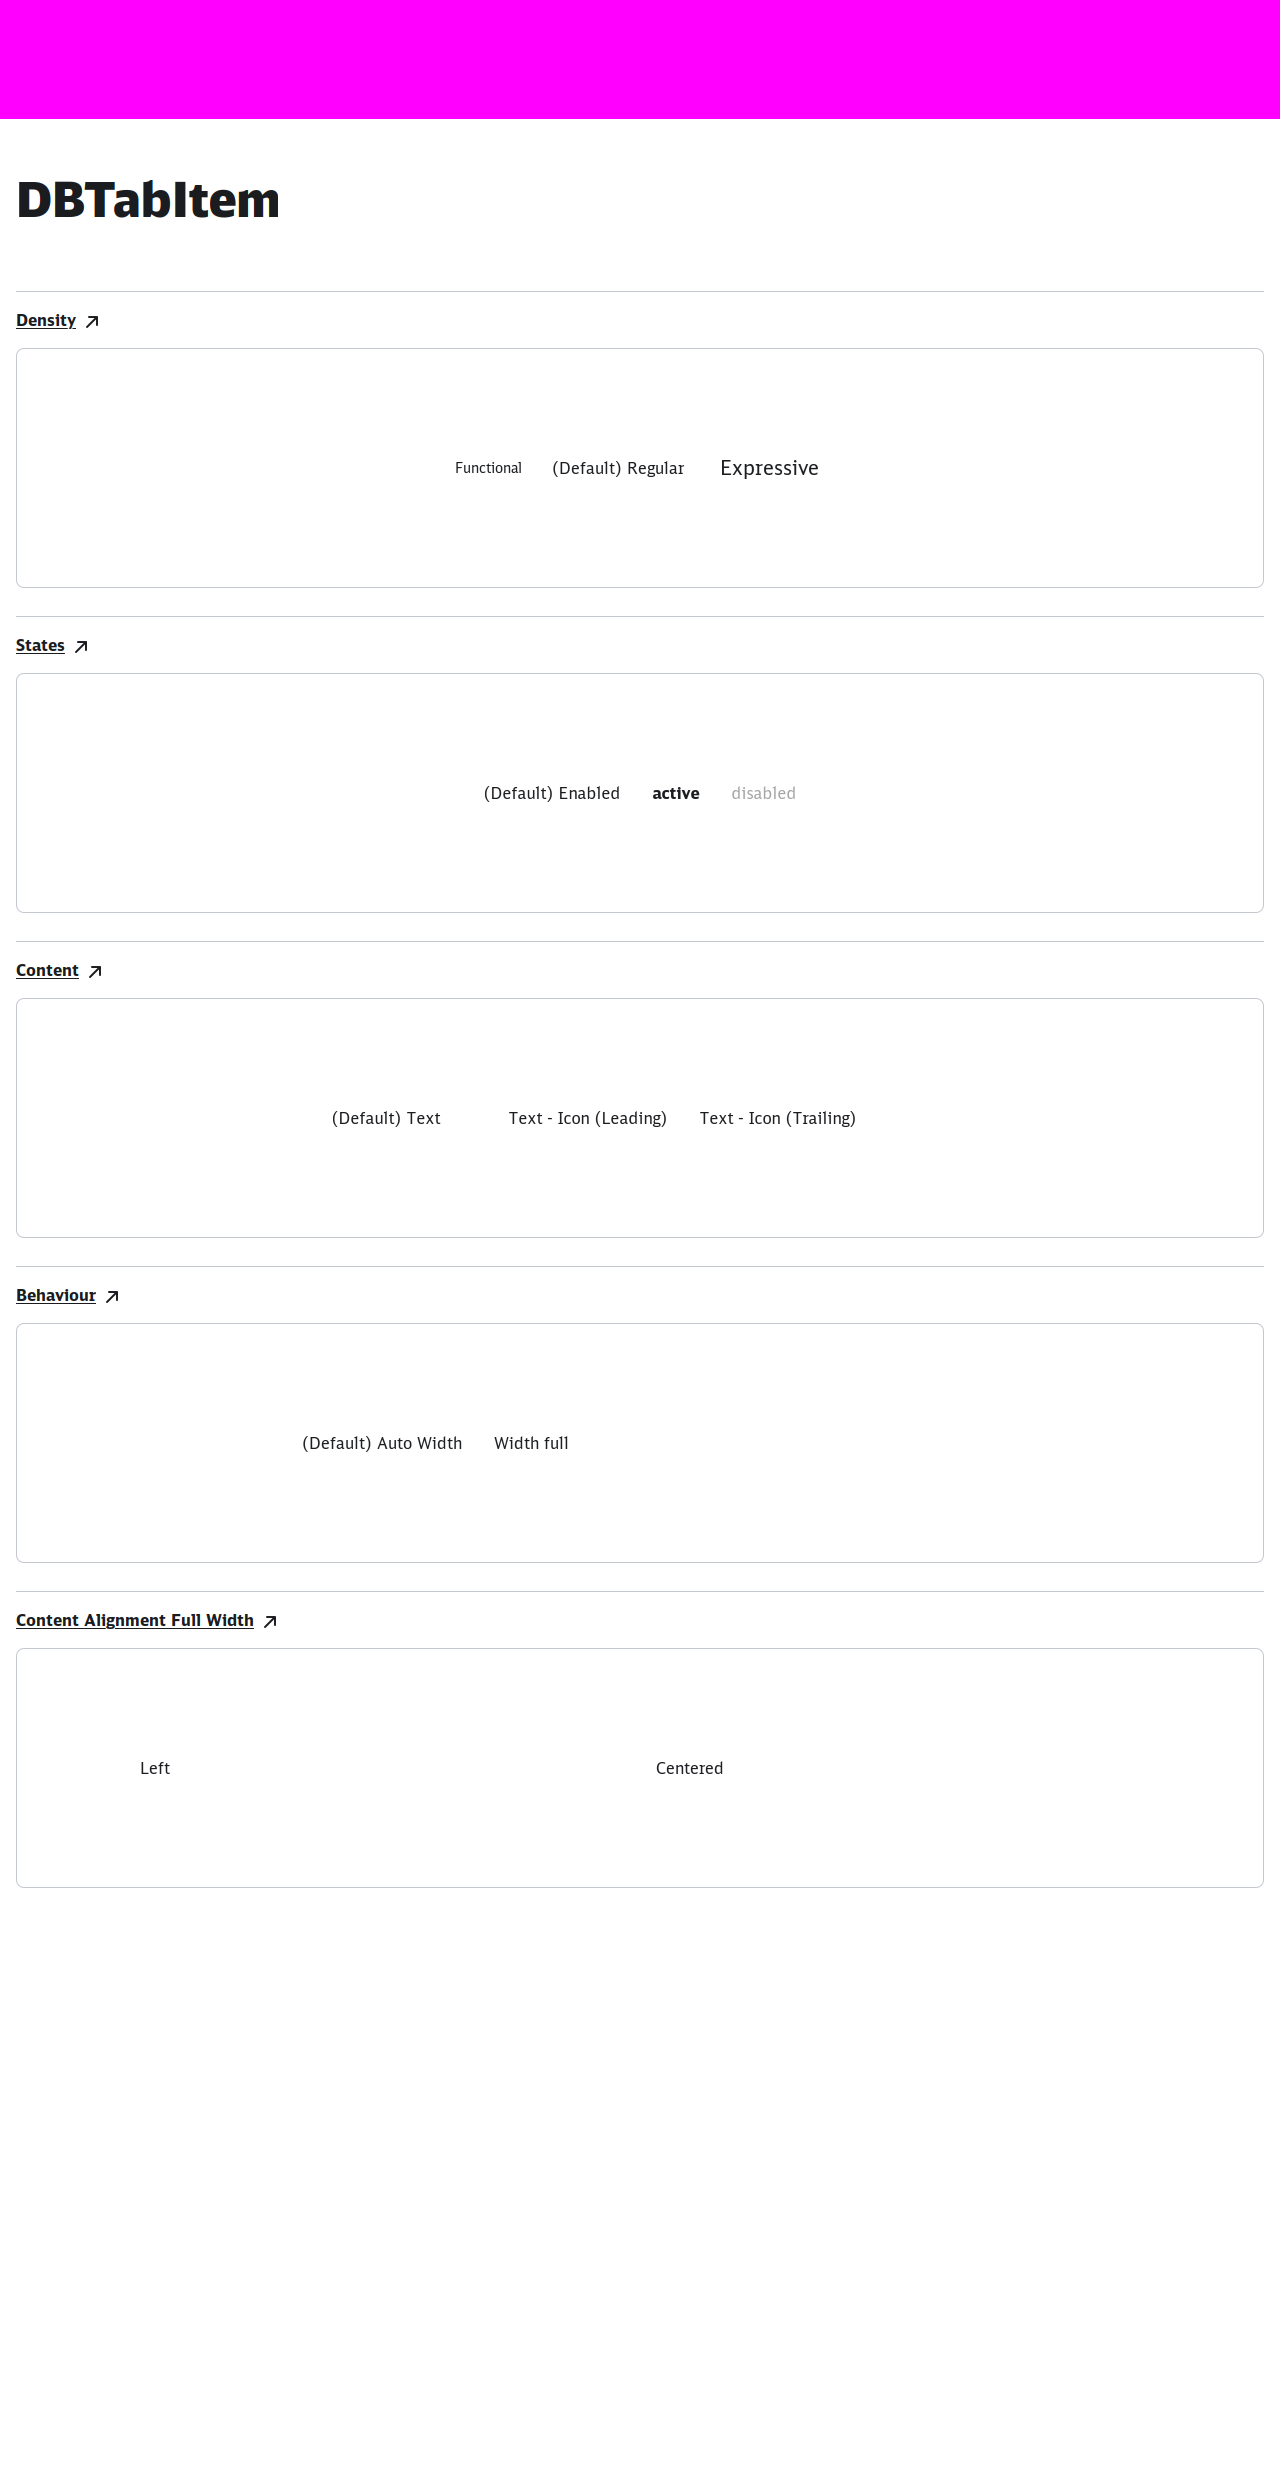 DBTabItem
Density
Functional (Default) Regular Expressive
States
(Default) Enabled active disabled
Content
(Default) Text Text - Icon (Leading) Text - Icon (Trailing)
Behaviour
(Default) Auto Width Width full
Content Alignment Full Width
Left Centered